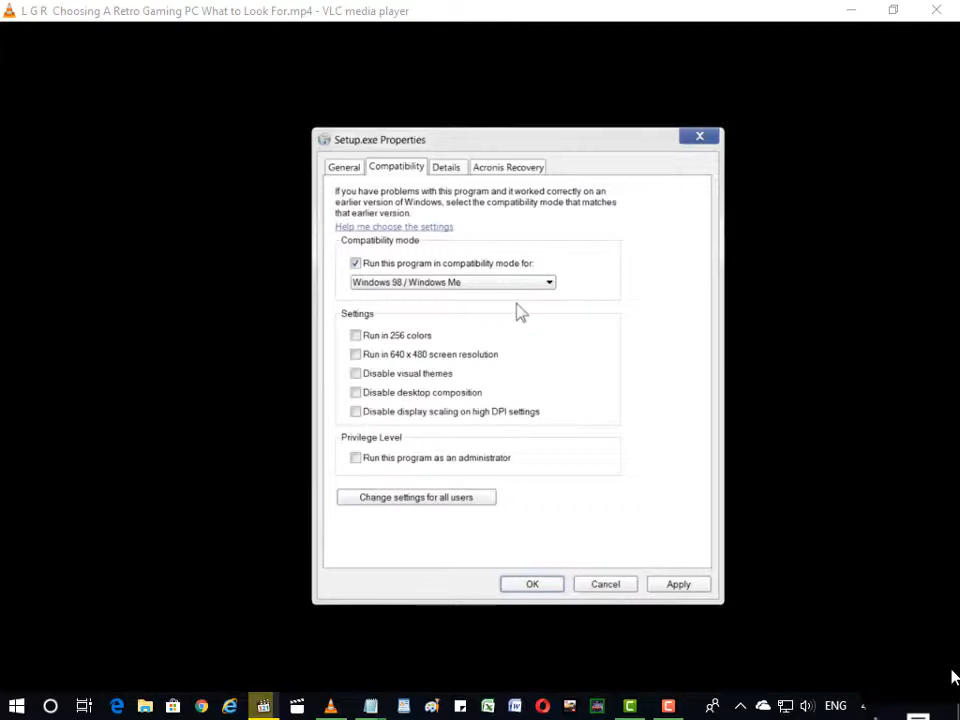 L G R Choosing A Retro Gaming PC What to Look For.mp4 - VLC media player
Setup.exe Properties
X
General Compatibility Details Acronis Recovery
If you have problems with this program and it worked correctly on an
earlier version of Windows, select the compatibility mode that matches
that earlier version.
Help me choose the settings
Compatibility mode
Run this program in compatibility mode for:
Windows 98 / Windows Me
Settings
Run in 256 colors
Run in 640 x 480 screen resolution
Disable visual themes
Disable desktop composition
Disable display scaling on high DPI settings
Privilege Level
Run this program as an administrator
Change settings for all users
OK Cancel Apply
ENG